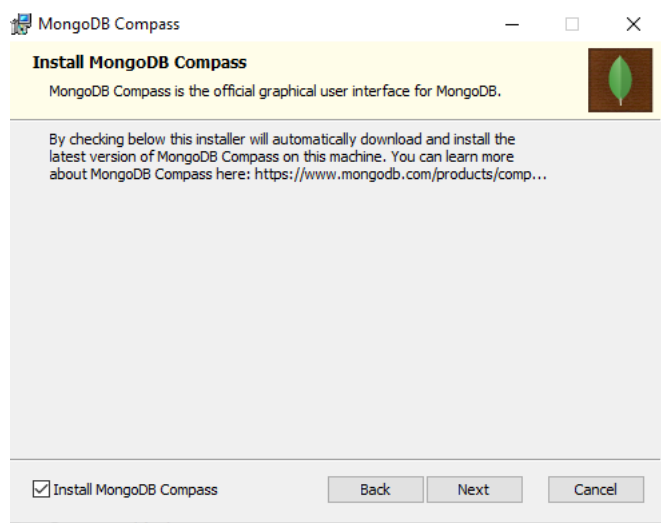 MongoDB Compass
Install MongoDB Compass
MongoDB Compass is the official graphical user interface for MongoDB.
By checking below this installer will automatically download and install the
latest version of MongoDB Compass on this machine. You can learn more
about MongoDB Compass here: https://www.mongodb.com/products/comp...
Install MongoDB Compass
Back
Next
Cancel